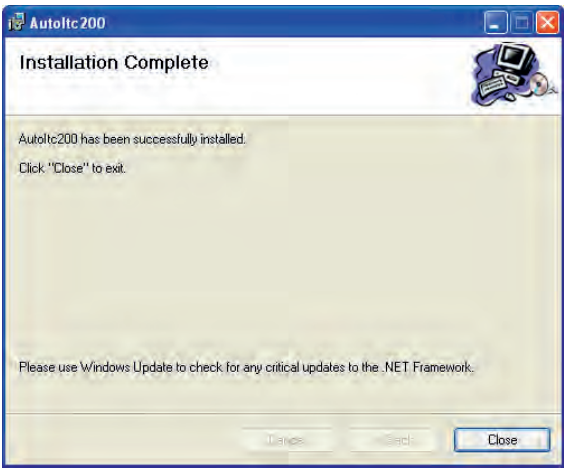 AutoItc200
Installation Complete
AutoItc200 has been successfully installed.
Click "Close" to exit.
Please use Windows Update to check for any critical updates to the .NET Framework.
Cancel
Close